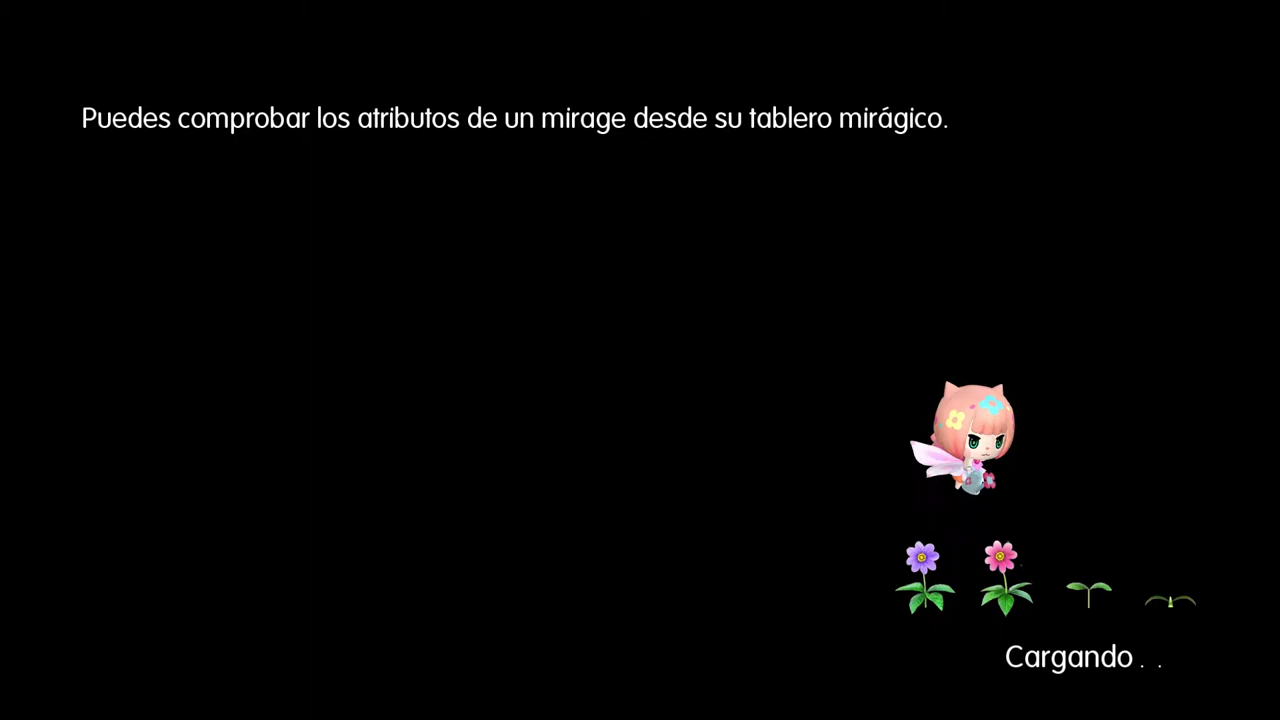 Puedes comprobar los atributos de un mirage desde su tablero mirágico.
Cargando . .